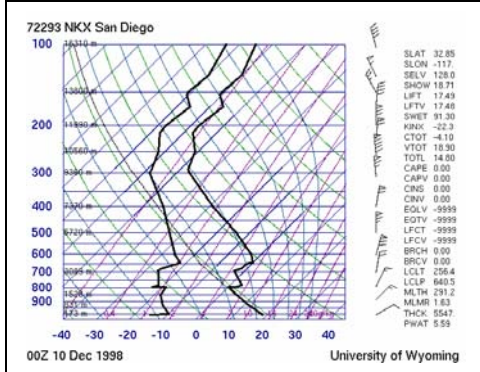 72293 NKX San Diego
100
16310 m
13800 m
200
11990 m
10560 m
300
9360 m
400
7370 m
500
5720 m
600
700
3095 m
800
1528 m
900
173 m
-40 -30 -20 -10 0 10 20 30 40
00Z 10 Dec 1998
University of Wyoming
SLAT 32.85
SLON -117.
SELV 128.0
SHOW 18.71
LIFT 17.49
LFTV 17.46
SWET 91.30
KINX -22.3
CTOT -4.10
VTOT 18.90
TOTL 14.80
CAPE 0.00
CAPV 0.00
CINS 0.00
CINV 0.00
EQLV -9999
EQTV -9999
LFCT -9999
LFCV -9999
BRCH 0.00
BRCV 0.00
LCLT 256.4
LCLP 640.5
MLTH 291.2
MLMR 1.63
THCK 5547.
PWAT 5.59